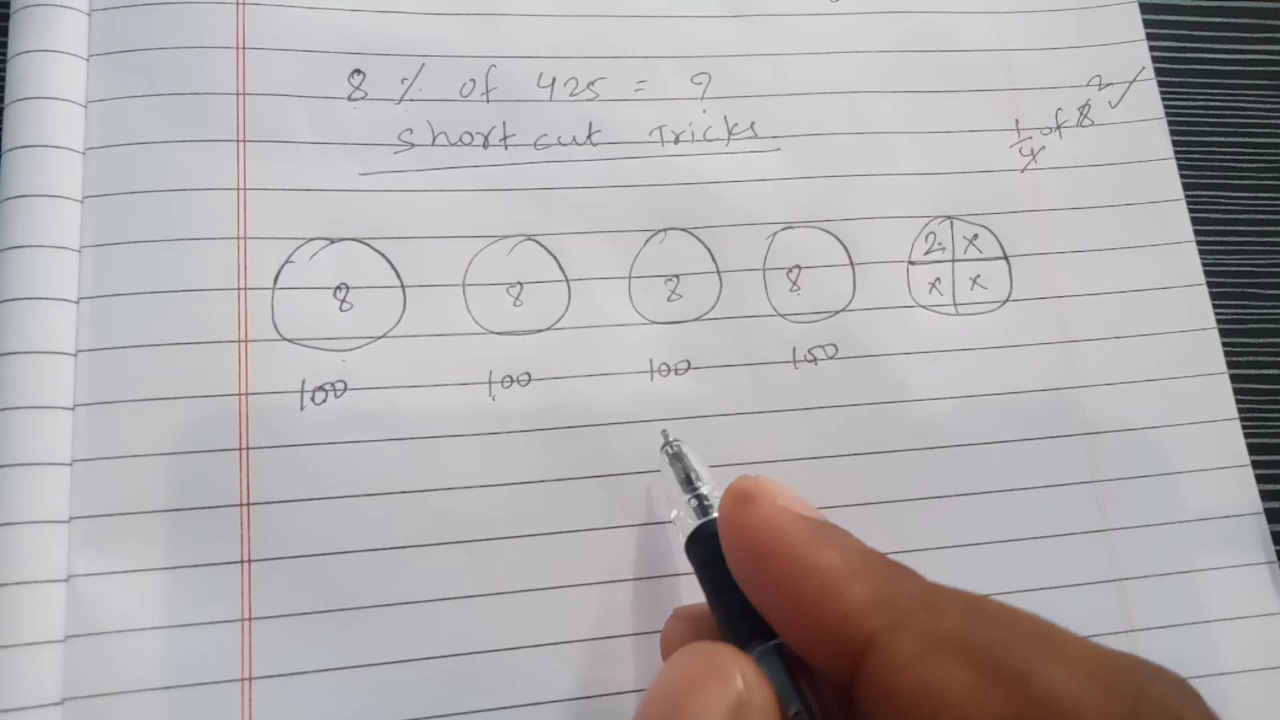 8 % of 425 = ?
Short cut Tricks
1/4 of 8 2 ✓
8 8 8 8 2 x
x x
100 100 100 100